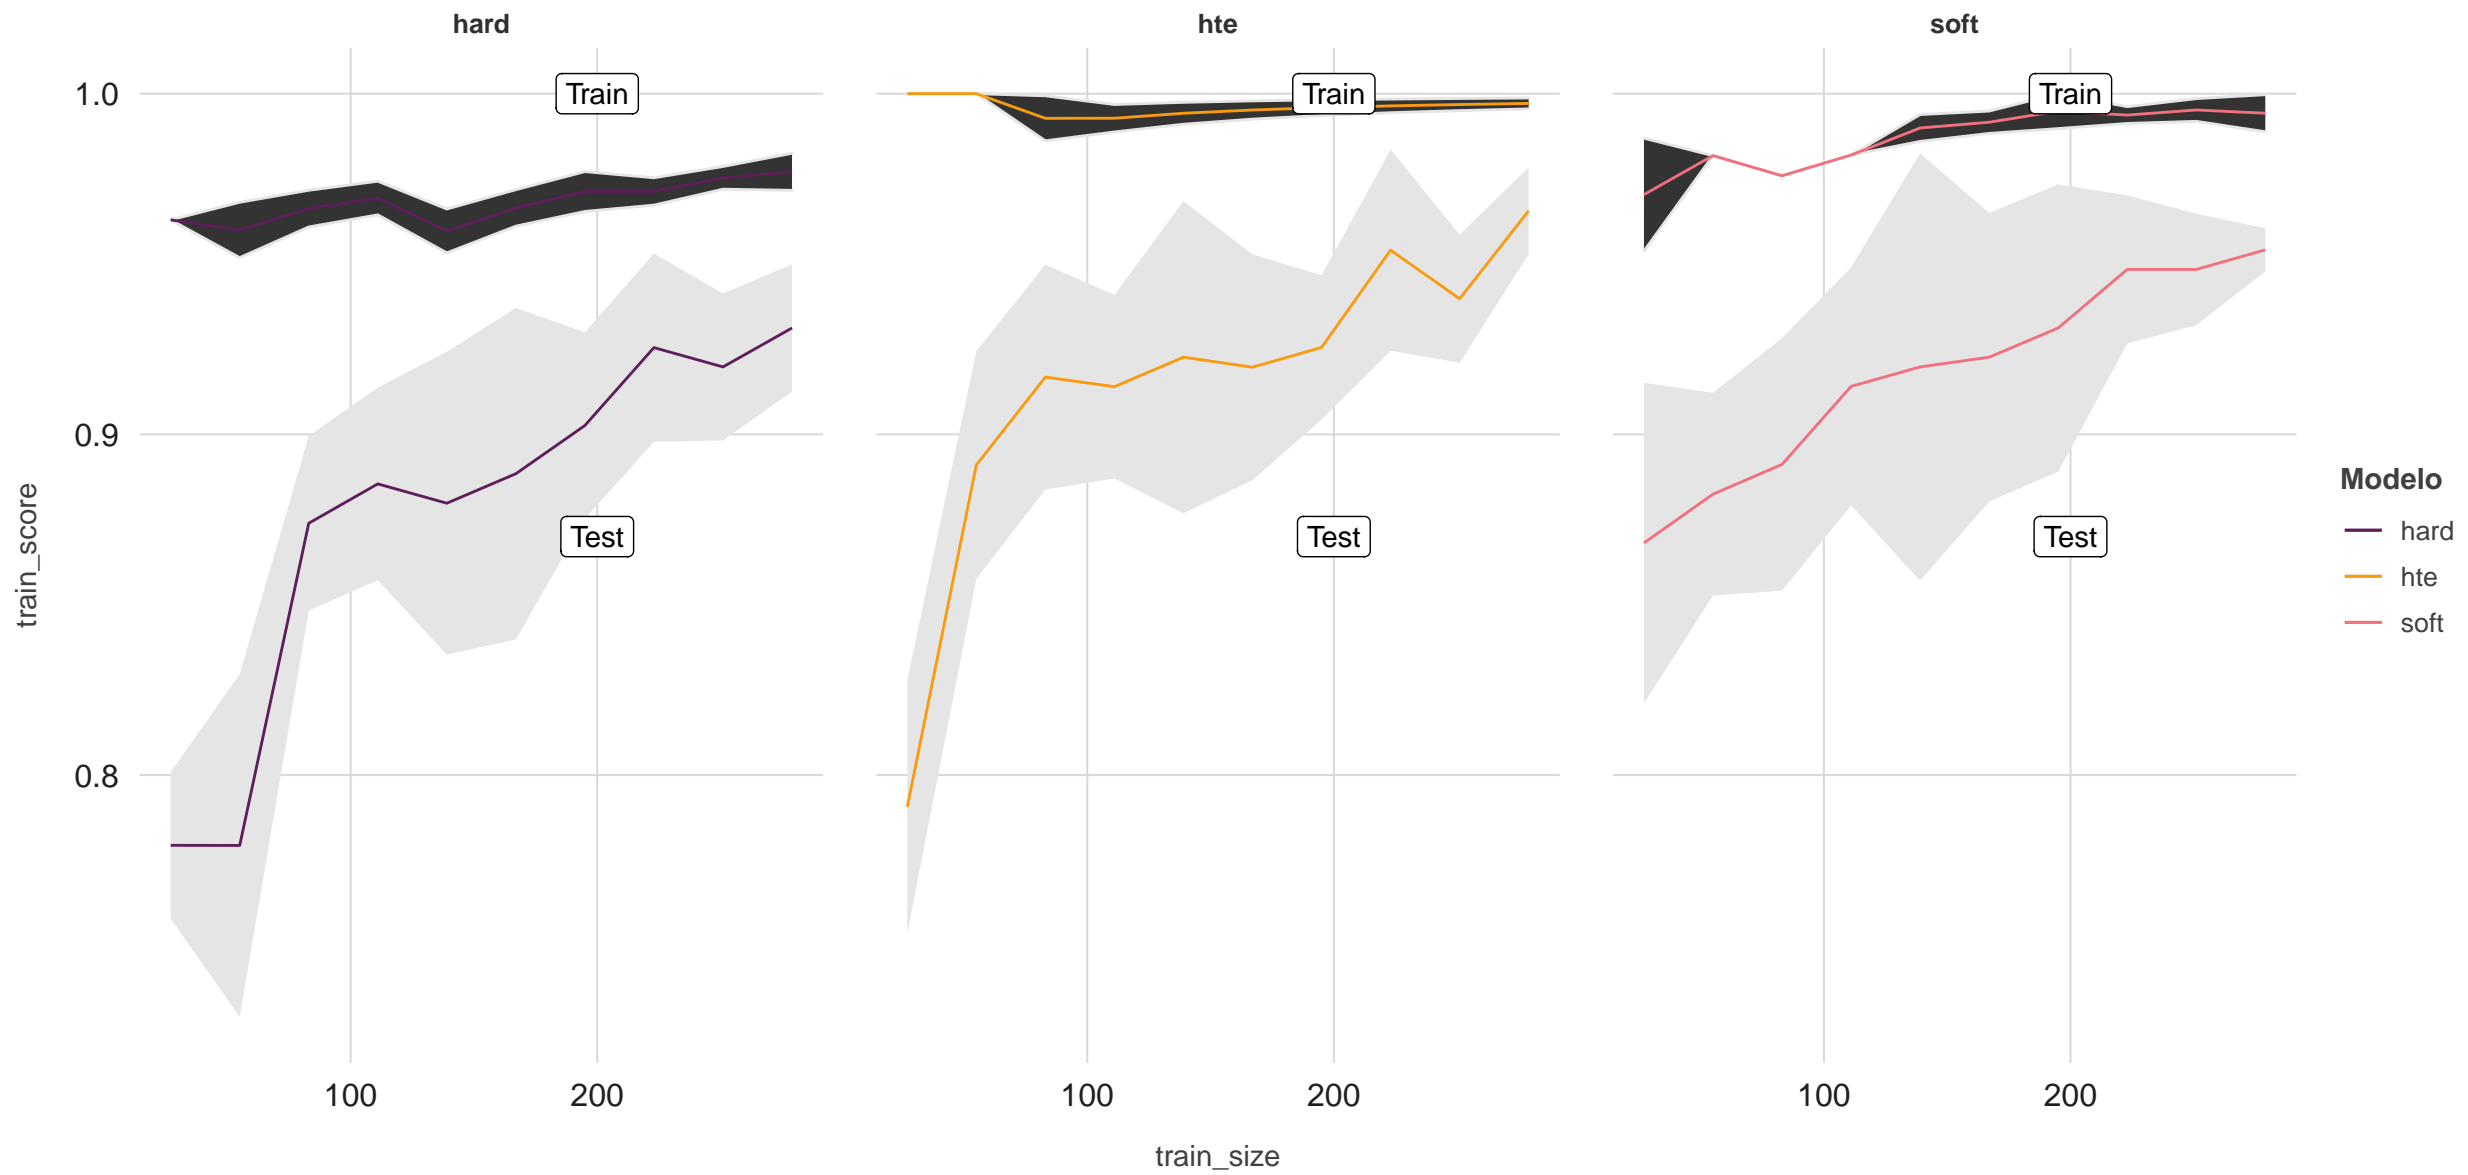 hard
hte
soft
1.0
0.9
0.8
train_score
Train
Test
Train
Test
Train
Test
100
200
100
200
100
200
train_size
Modelo
hard
hte
soft